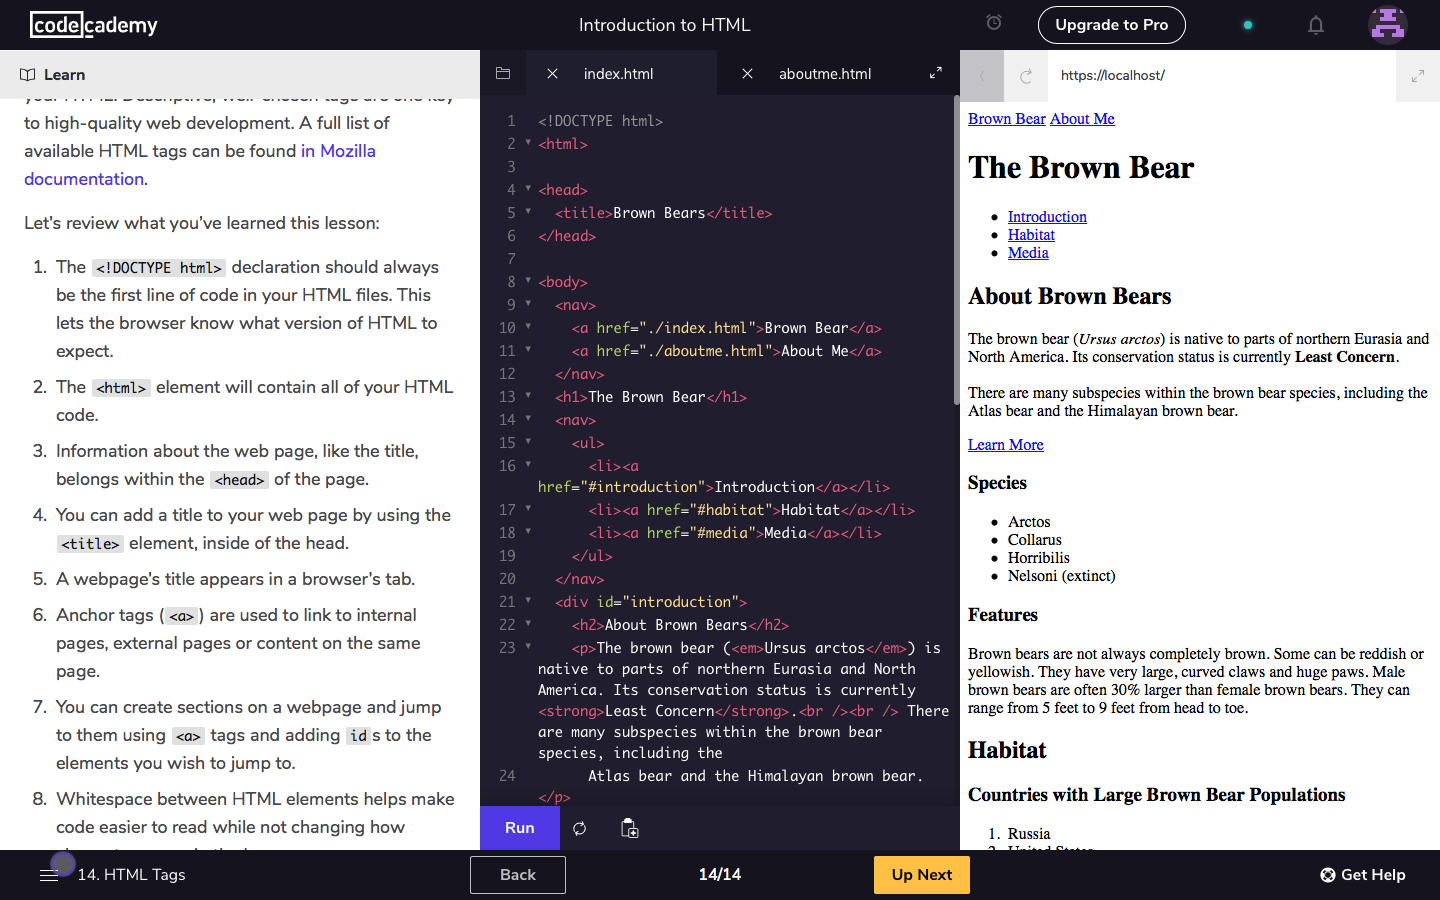 codecademy
Introduction to HTML
Upgrade to Pro
Learn
your HTML. Descriptive, well-chosen tags are one key
to high-quality web development. A full list of
available HTML tags can be found in Mozilla
documentation.
Let's review what you've learned this lesson:
1. The <!DOCTYPE html> declaration should always
be the first line of code in your HTML files. This
lets the browser know what version of HTML to
expect.
2. The <html> element will contain all of your HTML
code.
3. Information about the web page, like the title,
belongs within the <head> of the page.
4. You can add a title to your web page by using the
<title> element, inside of the head.
5. A webpage's title appears in a browser's tab.
6. Anchor tags (<a>) are used to link to internal
pages, external pages or content on the same
page.
7. You can create sections on a webpage and jump
to them using <a> tags and adding ids to the
elements you wish to jump to.
8. Whitespace between HTML elements helps make
code easier to read while not changing how
index.html
aboutme.html
1 <!DOCTYPE html>
2 <html>
3
4 <head>
5 <title>Brown Bears</title>
6 </head>
7
8 <body>
9 <nav>
10 <a href="./index.html">Brown Bear</a>
11 <a href="./aboutme.html">About Me</a>
12 </nav>
13 <h1>The Brown Bear</h1>
14 <nav>
15 <ul>
16 <li><a
href="#introduction">Introduction</a></li>
17 <li><a href="#habitat">Habitat</a></li>
18 <li><a href="#media">Media</a></li>
19 </ul>
20 </nav>
21 <div id="introduction">
22 <h2>About Brown Bears</h2>
23 <p>The brown bear (<em>Ursus arctos</em>) is
native to parts of northern Eurasia and North
America. Its conservation status is currently
<strong>Least Concern</strong>.<br /><br /> There
are many subspecies within the brown bear
species, including the
24 Atlas bear and the Himalayan brown bear.
</p>
Run
https://localhost/
Brown Bear About Me
The Brown Bear
Introduction
Habitat
Media
About Brown Bears
The brown bear (Ursus arctos) is native to parts of northern Eurasia and
North America. Its conservation status is currently Least Concern.
There are many subspecies within the brown bear species, including the
Atlas bear and the Himalayan brown bear.
Learn More
Species
Arctos
Collarus
Horribilis
Nelsoni (extinct)
Features
Brown bears are not always completely brown. Some can be reddish or
yellowish. They have very large, curved claws and huge paws. Male
brown bears are often 30% larger than female brown bears. They can
range from 5 feet to 9 feet from head to toe.
Habitat
Countries with Large Brown Bear Populations
1. Russia
2. United States
14. HTML Tags
Back
14/14
Up Next
Get Help